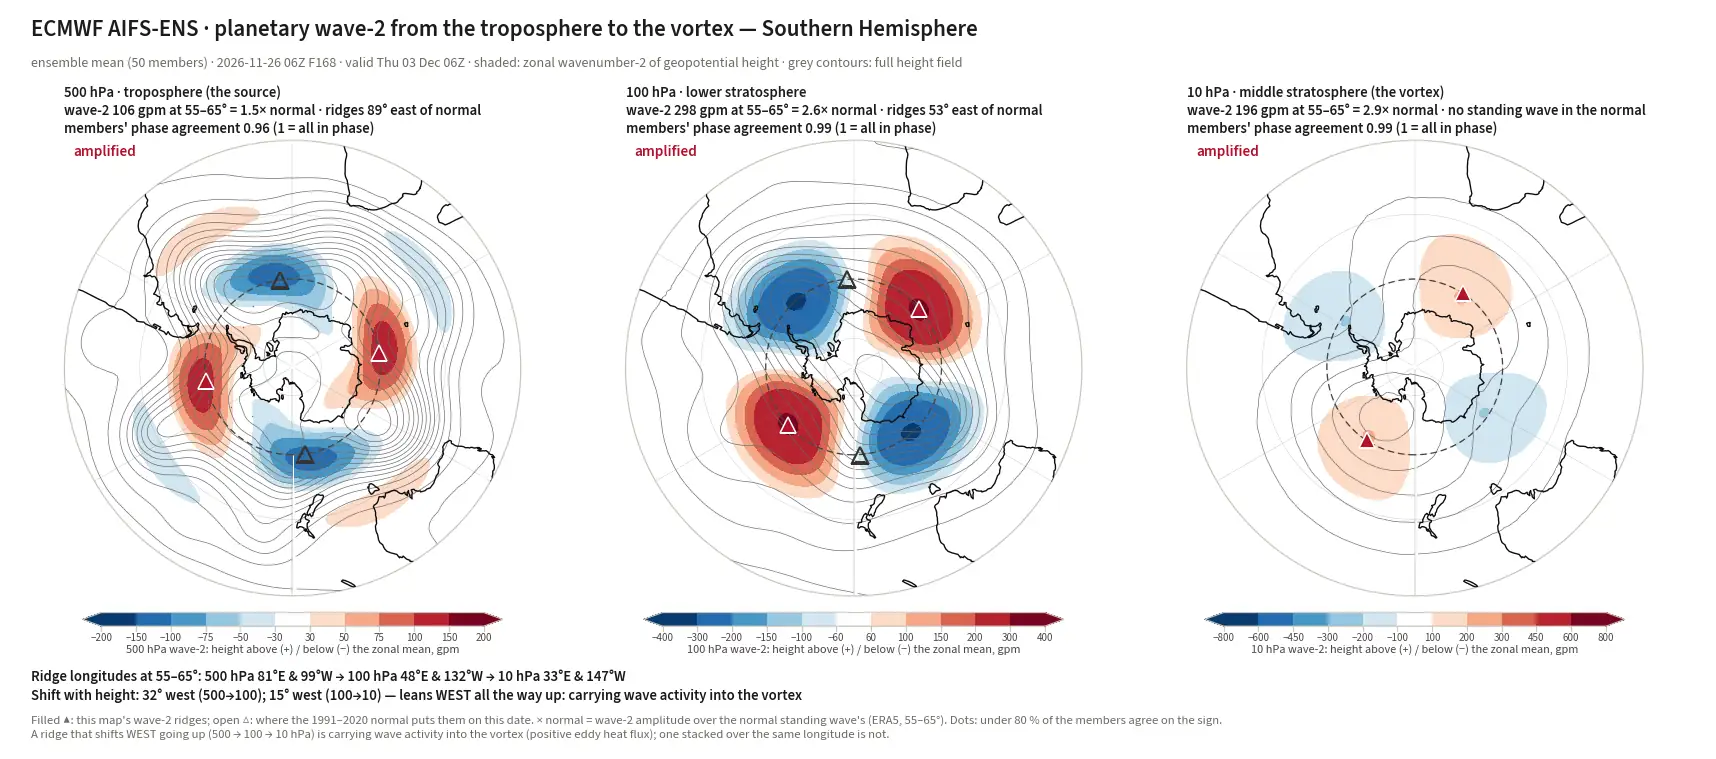 ECMWF AIFS-ENS · planetary wave-2 from the troposphere to the vortex — Southern Hemisphere
ensemble mean (50 members) · 2026-11-26 06Z F168 · valid Thu 03 Dec 06Z · shaded: zonal wavenumber-2 of geopotential height · grey contours: full height field
500 hPa · troposphere (the source)
wave-2 106 gpm at 55–65° = 1.5× normal · ridges 89° east of normal
members' phase agreement 0.96 (1 = all in phase)
amplified
100 hPa · lower stratosphere
wave-2 298 gpm at 55–65° = 2.6× normal · ridges 53° east of normal
members' phase agreement 0.99 (1 = all in phase)
amplified
10 hPa · middle stratosphere (the vortex)
wave-2 196 gpm at 55–65° = 2.9× normal · no standing wave in the normal
members' phase agreement 0.99 (1 = all in phase)
amplified
−200 −150 −100 −75 −50 −30 30 50 75 100 150 200
500 hPa wave-2: height above (+) / below (−) the zonal mean, gpm
−400 −300 −200 −150 −100 −60 60 100 150 200 300 400
100 hPa wave-2: height above (+) / below (−) the zonal mean, gpm
−800 −600 −450 −300 −200 −100 100 200 300 450 600 800
10 hPa wave-2: height above (+) / below (−) the zonal mean, gpm
Ridge longitudes at 55–65°: 500 hPa 81°E & 99°W → 100 hPa 48°E & 132°W → 10 hPa 33°E & 147°W
Shift with height: 32° west (500→100); 15° west (100→10) — leans WEST all the way up: carrying wave activity into the vortex
Filled ▲: this map's wave-2 ridges; open △: where the 1991–2020 normal puts them on this date. × normal = wave-2 amplitude over the normal standing wave's (ERA5, 55–65°). Dots: under 80 % of the members agree on the sign.
A ridge that shifts WEST going up (500 → 100 → 10 hPa) is carrying wave activity into the vortex (positive eddy heat flux); one stacked over the same longitude is not.